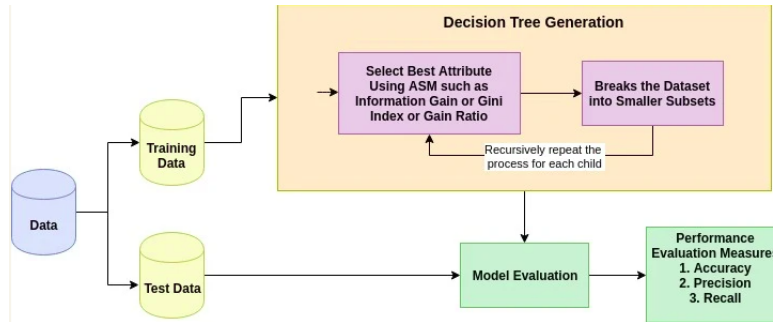 Decision Tree Generation
Select Best Attribute
Using ASM such as
Information Gain or Gini
Index or Gain Ratio
Breaks the Dataset
into Smaller Subsets
Recursively repeat the
process for each child
Training
Data
Data
Test Data
Model Evaluation
Performance
Evaluation Measures
1. Accuracy
2. Precision
3. Recall